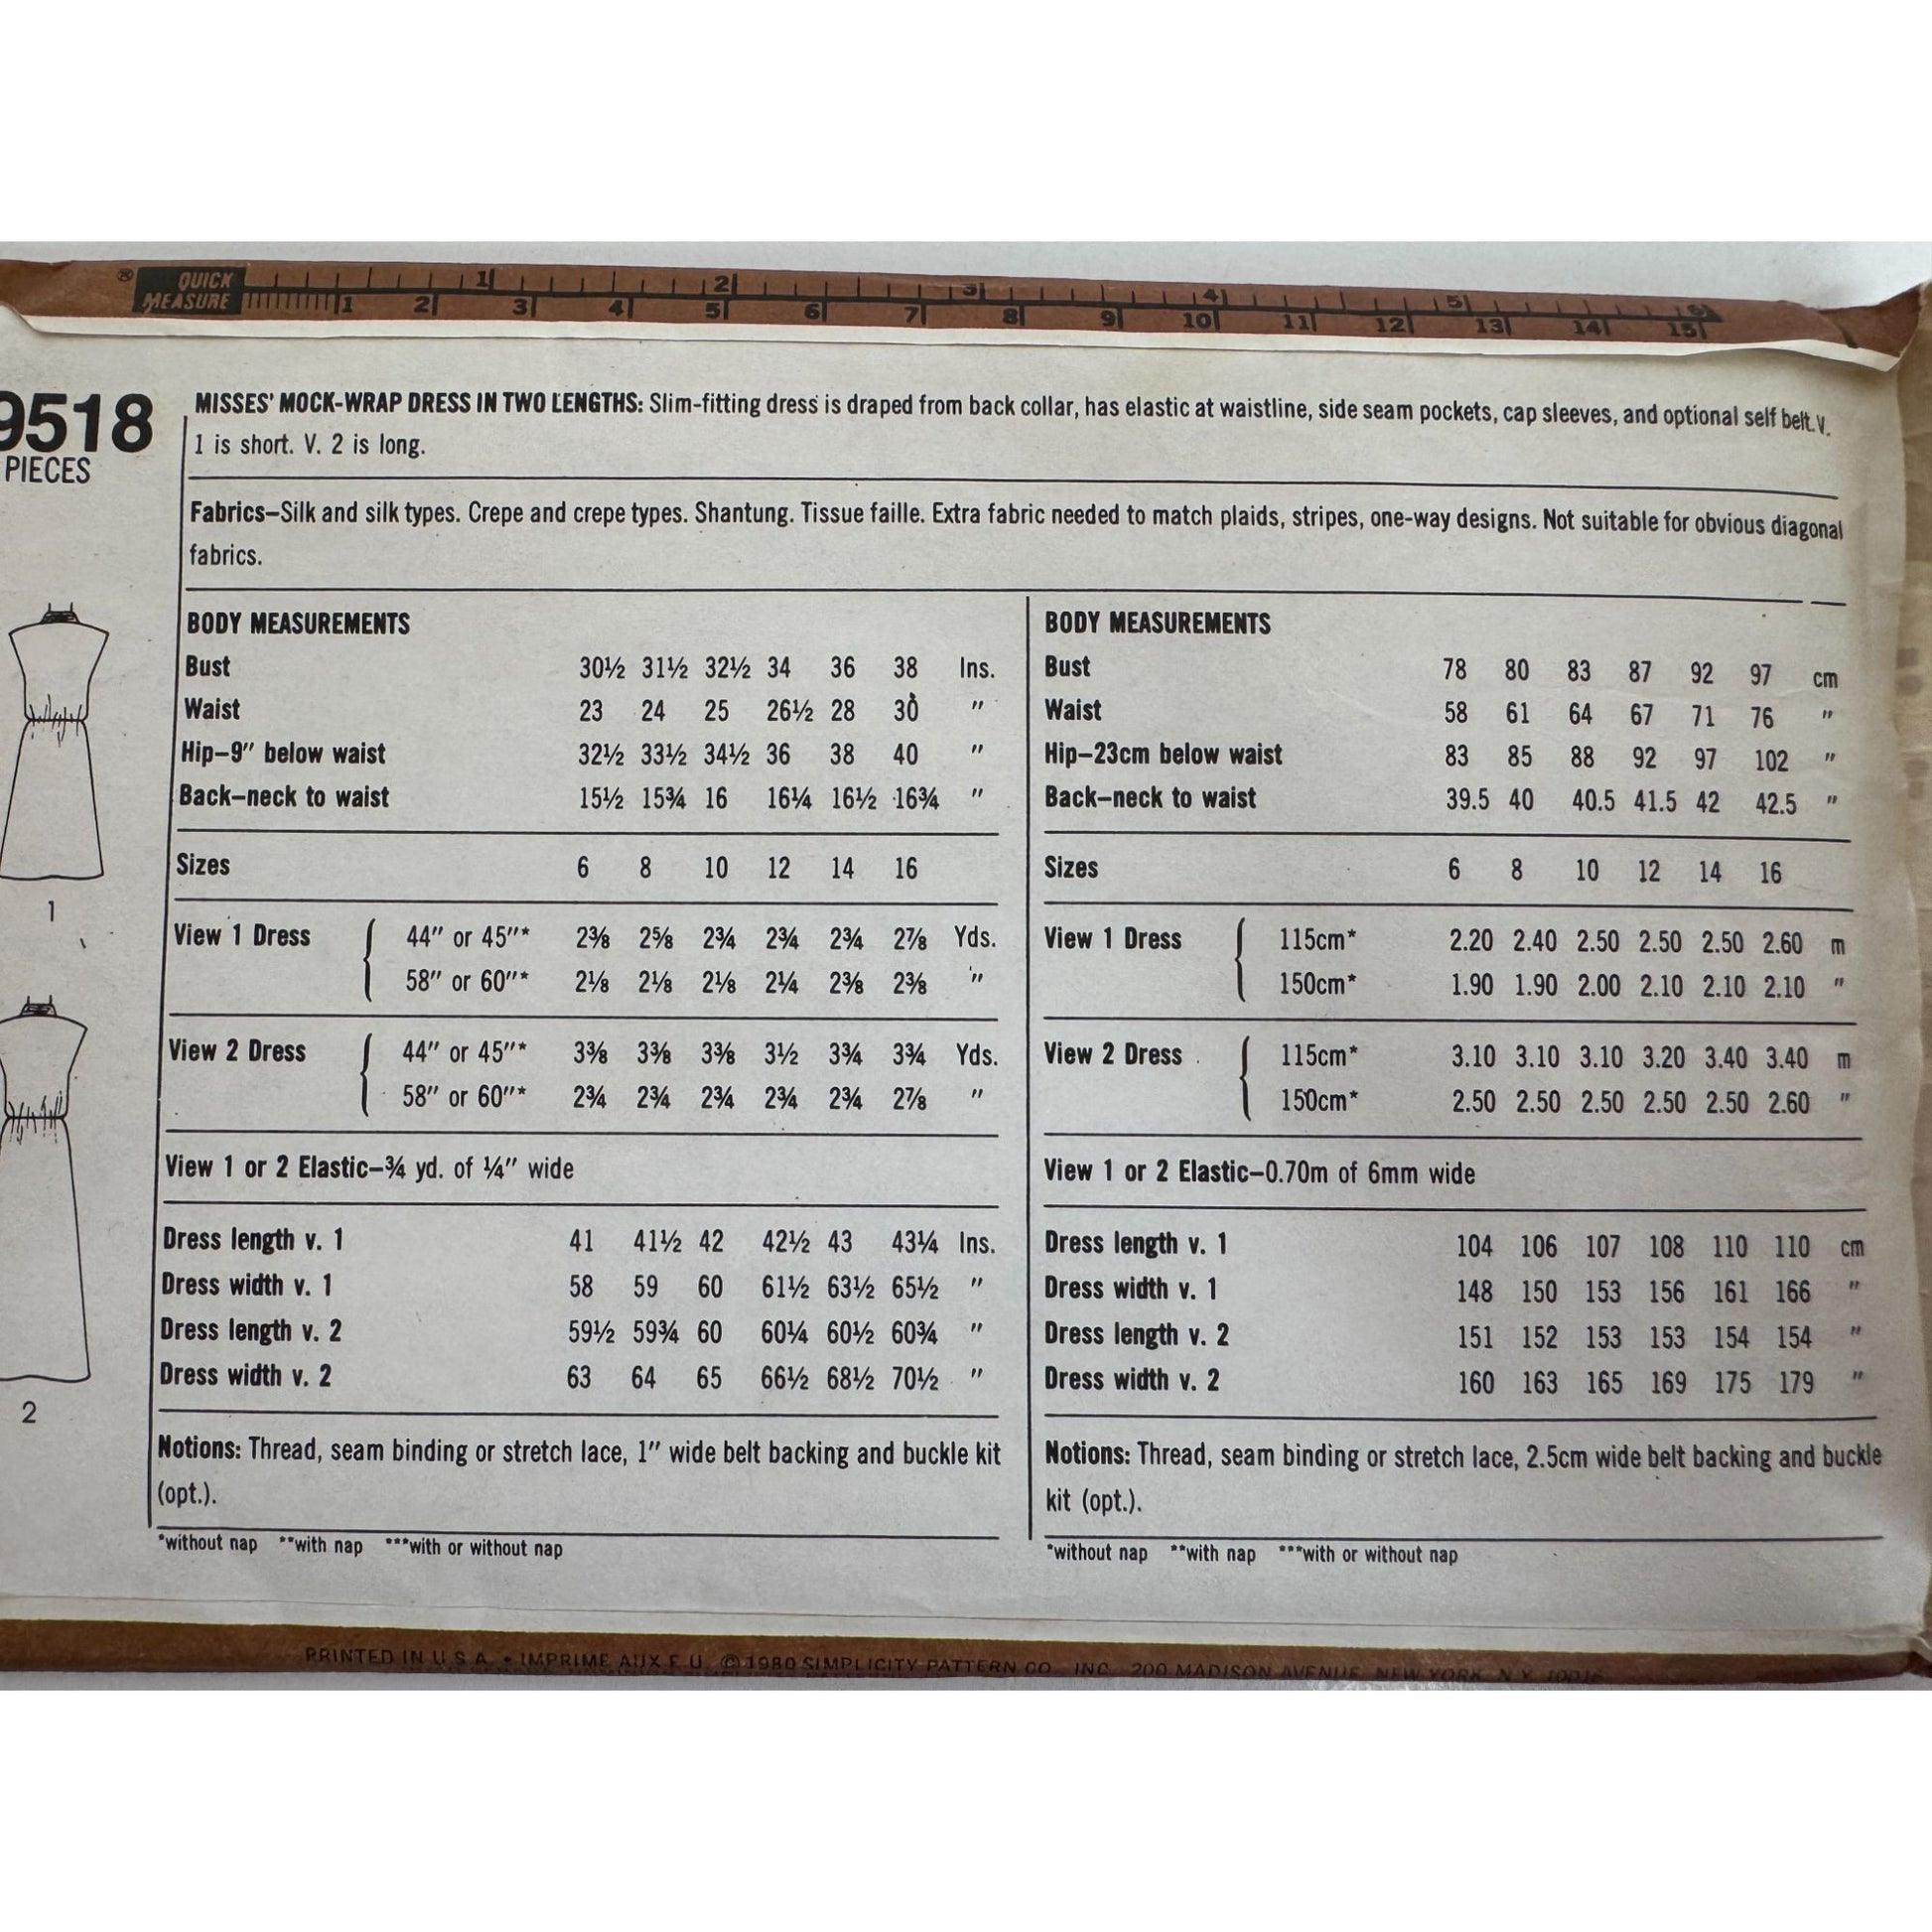 ® QUICK 1 2 3 4 5 6
MEASURE 1 2 3 4 5 6 7 8 9 10 11 12 13 14 15
9518
PIECES
MISSES' MOCK-WRAP DRESS IN TWO LENGTHS: Slim-fitting dress is draped from back collar, has elastic at waistline, side seam pockets, cap sleeves, and optional self belt. V.
1 is short. V. 2 is long.
Fabrics—Silk and silk types. Crepe and crepe types. Shantung. Tissue faille. Extra fabric needed to match plaids, stripes, one-way designs. Not suitable for obvious diagonal
fabrics.
BODY MEASUREMENTS
Bust 30½ 31½ 32½ 34 36 38 Ins.
Waist 23 24 25 26½ 28 30 "
Hip—9" below waist 32½ 33½ 34½ 36 38 40 "
Back—neck to waist 15½ 15¾ 16 16¼ 16½ 16¾ "
Sizes 6 8 10 12 14 16
View 1 Dress 44" or 45"* 2⅜ 2⅝ 2¾ 2¾ 2¾ 2⅞ Yds.
58" or 60"* 2⅛ 2⅛ 2⅛ 2¼ 2⅜ 2⅜ "
View 2 Dress 44" or 45"* 3⅜ 3⅜ 3⅜ 3½ 3¾ 3¾ Yds.
58" or 60"* 2¾ 2¾ 2¾ 2¾ 2¾ 2⅞ "
View 1 or 2 Elastic—¾ yd. of ¼" wide
Dress length v. 1 41 41½ 42 42½ 43 43¼ Ins.
Dress width v. 1 58 59 60 61½ 63½ 65½ "
Dress length v. 2 59½ 59¾ 60 60¼ 60½ 60¾ "
Dress width v. 2 63 64 65 66½ 68½ 70½ "
Notions: Thread, seam binding or stretch lace, 1" wide belt backing and buckle kit
(opt.).
*without nap **with nap ***with or without nap
BODY MEASUREMENTS
Bust 78 80 83 87 92 97 cm
Waist 58 61 64 67 71 76 "
Hip—23cm below waist 83 85 88 92 97 102 "
Back—neck to waist 39.5 40 40.5 41.5 42 42.5 "
Sizes 6 8 10 12 14 16
View 1 Dress 115cm* 2.20 2.40 2.50 2.50 2.50 2.60 m
150cm* 1.90 1.90 2.00 2.10 2.10 2.10 "
View 2 Dress 115cm* 3.10 3.10 3.10 3.20 3.40 3.40 m
150cm* 2.50 2.50 2.50 2.50 2.50 2.60 "
View 1 or 2 Elastic—0.70m of 6mm wide
Dress length v. 1 104 106 107 108 110 110 cm
Dress width v. 1 148 150 153 156 161 166 "
Dress length v. 2 151 152 153 153 154 154 "
Dress width v. 2 160 163 165 169 175 179 "
Notions: Thread, seam binding or stretch lace, 2.5cm wide belt backing and buckle
kit (opt.).
*without nap **with nap ***with or without nap
1
2
PRINTED IN U.S.A. • IMPRIME AUX E.U. © 1980 SIMPLICITY PATTERN CO. INC. 200 MADISON AVENUE, NEW YORK, N.Y. 10016